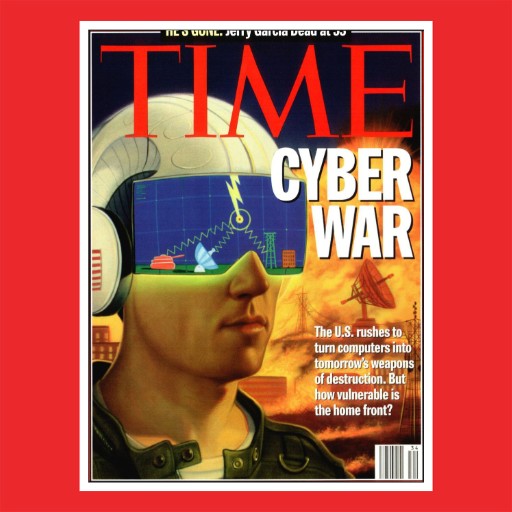 HE'S GONE: Jerry Garcia Dead at 53
TIME
CYBER
WAR
The U.S. rushes to
turn computers into
tomorrow's weapons
of destruction. But
how vulnerable is
the home front?
34